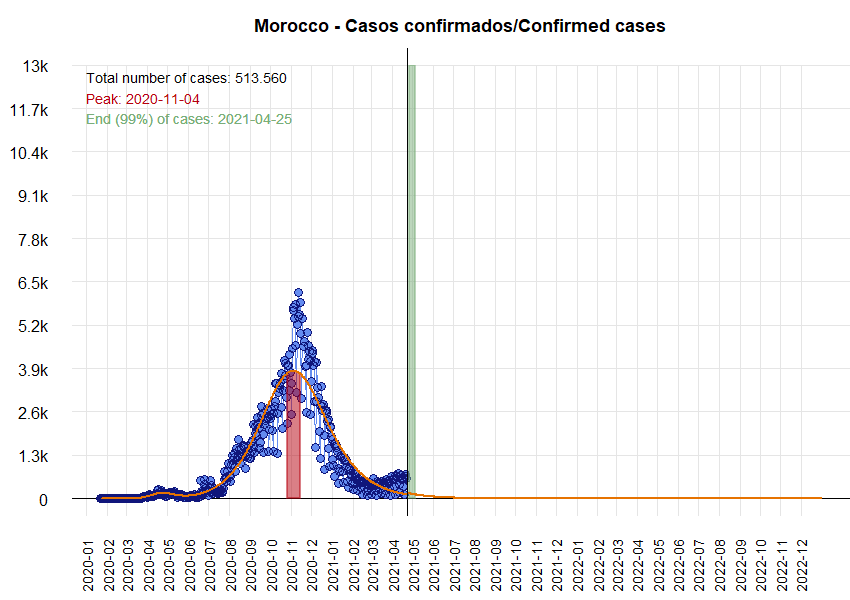 Morocco - Casos confirmados/Confirmed cases
Total number of cases: 513.560
Peak: 2020-11-04
End (99%) of cases: 2021-04-25
13k
11.7k
10.4k
9.1k
7.8k
6.5k
5.2k
3.9k
2.6k
1.3k
0
2020-01
2020-02
2020-03
2020-04
2020-05
2020-06
2020-07
2020-08
2020-09
2020-10
2020-11
2020-12
2021-01
2021-02
2021-03
2021-04
2021-05
2021-06
2021-07
2021-08
2021-09
2021-10
2021-11
2021-12
2022-01
2022-02
2022-03
2022-04
2022-05
2022-06
2022-07
2022-08
2022-09
2022-10
2022-11
2022-12